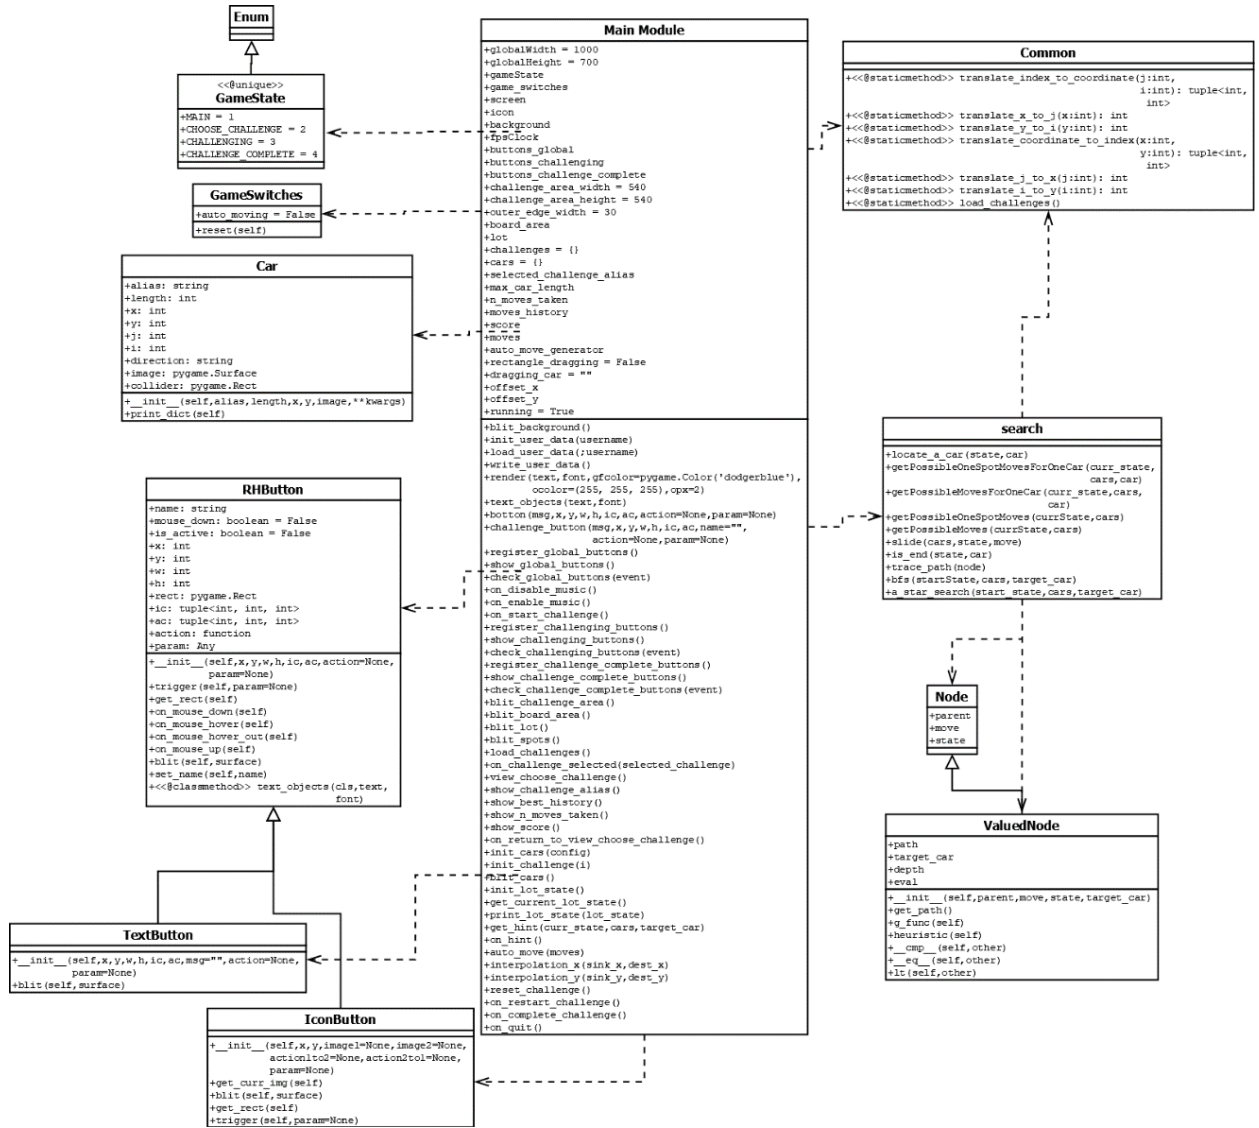 Enum
<<@unique>>
GameState
+MAIN = 1
+CHOOSE_CHALLENGE = 2
+CHALLENGING = 3
+CHALLENGE_COMPLETE = 4
GameSwitches
+auto_moving = False
+reset(self)
Car
+alias: string
+length: int
+x: int
+y: int
+j: int
+i: int
+direction: string
+image: pygame.Surface
+collider: pygame.Rect
+__init__(self,alias,length,x,y,image,**kwargs)
+print_dict(self)
RHButton
+name: string
+mouse_down: boolean = False
+is_active: boolean = False
+x: int
+y: int
+w: int
+h: int
+rect: pygame.Rect
+ic: tuple<int, int, int>
+ac: tuple<int, int, int>
+action: function
+param: Any
+__init__(self,x,y,w,h,ic,ac,action=None,
param=None)
+trigger(self,param=None)
+get_rect(self)
+on_mouse_down(self)
+on_mouse_hover(self)
+on_mouse_hover_out(self)
+on_mouse_up(self)
+blit(self,surface)
+set_name(self,name)
+<<@classmethod>> text_objects(cls,text,
font)
TextButton
+__init__(self,x,y,w,h,ic,ac,msg="",action=None,
param=None)
+blit(self,surface)
IconButton
+__init__(self,x,y,image1=None,image2=None,
action1to2=None,action2to1=None,
param=None)
+get_curr_img(self)
+blit(self,surface)
+get_rect(self)
+trigger(self,param=None)
Main Module
+globalWidth = 1000
+globalHeight = 700
+gameState
+game_switches
+screen
+icon
+background
+fpsClock
+buttons_global
+buttons_challenging
+buttons_challenge_complete
+challenge_area_width = 540
+challenge_area_height = 540
+outer_edge_width = 30
+board_area
+lot
+challenges = {}
+cars = {}
+selected_challenge_alias
+max_car_length
+n_moves_taken
+moves_history
+score
+moves
+auto_move_generator
+rectangle_dragging = False
+dragging_car = ""
+offset_x
+offset_y
+running = True
+blit_background()
+init_user_data(username)
+load_user_data(;username)
+write_user_data()
+render(text,font,gfcolor=pygame.Color('dodgerblue'),
ocolor=(255, 255, 255),opx=2)
+text_objects(text,font)
+botton(msg,x,y,w,h,ic,ac,action=None,param=None)
+challenge_button(msg,x,y,w,h,ic,ac,name="",
action=None,param=None)
+register_global_buttons()
+show_global_buttons()
+check_global_buttons(event)
+on_disable_music()
+on_enable_music()
+on_start_challenge()
+register_challenging_buttons()
+show_challenging_buttons()
+check_challenging_buttons(event)
+register_challenge_complete_buttons()
+show_challenge_complete_buttons()
+check_challenge_complete_buttons(event)
+blit_challenge_area()
+blit_board_area()
+blit_lot()
+blit_spots()
+load_challenges()
+on_challenge_selected(selected_challenge)
+view_choose_challenge()
+show_challenge_alias()
+show_best_history()
+show_n_moves_taken()
+show_score()
+on_return_to_view_choose_challenge()
+init_cars(config)
+init_challenge(i)
+blit_cars()
+init_lot_state()
+get_current_lot_state()
+print_lot_state(lot_state)
+get_hint(curr_state,cars,target_car)
+on_hint()
+auto_move(moves)
+interpolation_x(sink_x,dest_x)
+interpolation_y(sink_y,dest_y)
+reset_challenge()
+on_restart_challenge()
+on_complete_challenge()
+on_quit()
Common
+<<@staticmethod>> translate_index_to_coordinate(j:int,
i:int): tuple<int,
int>
+<<@staticmethod>> translate_x_to_j(x:int): int
+<<@staticmethod>> translate_y_to_i(y:int): int
+<<@staticmethod>> translate_coordinate_to_index(x:int,
y:int): tuple<int,
int>
+<<@staticmethod>> translate_j_to_x(j:int): int
+<<@staticmethod>> translate_i_to_y(i:int): int
+<<@staticmethod>> load_challenges()
search
+locate_a_car(state,car)
+getPossibleOneSpotMovesForOneCar(curr_state,
cars,car)
+getPossibleMovesForOneCar(curr_state,cars,
car)
+getPossibleOneSpotMoves(currState,cars)
+getPossibleMoves(currState,cars)
+slide(cars,state,move)
+is_end(state,car)
+trace_path(node)
+bfs(startState,cars,target_car)
+a_star_search(start_state,cars,target_car)
Node
+parent
+move
+state
ValuedNode
+path
+target_car
+depth
+eval
+__init__(self,parent,move,state,target_car)
+get_path()
+g_func(self)
+heuristic(self)
+__cmp__(self,other)
+__eq__(self,other)
+lt(self,other)